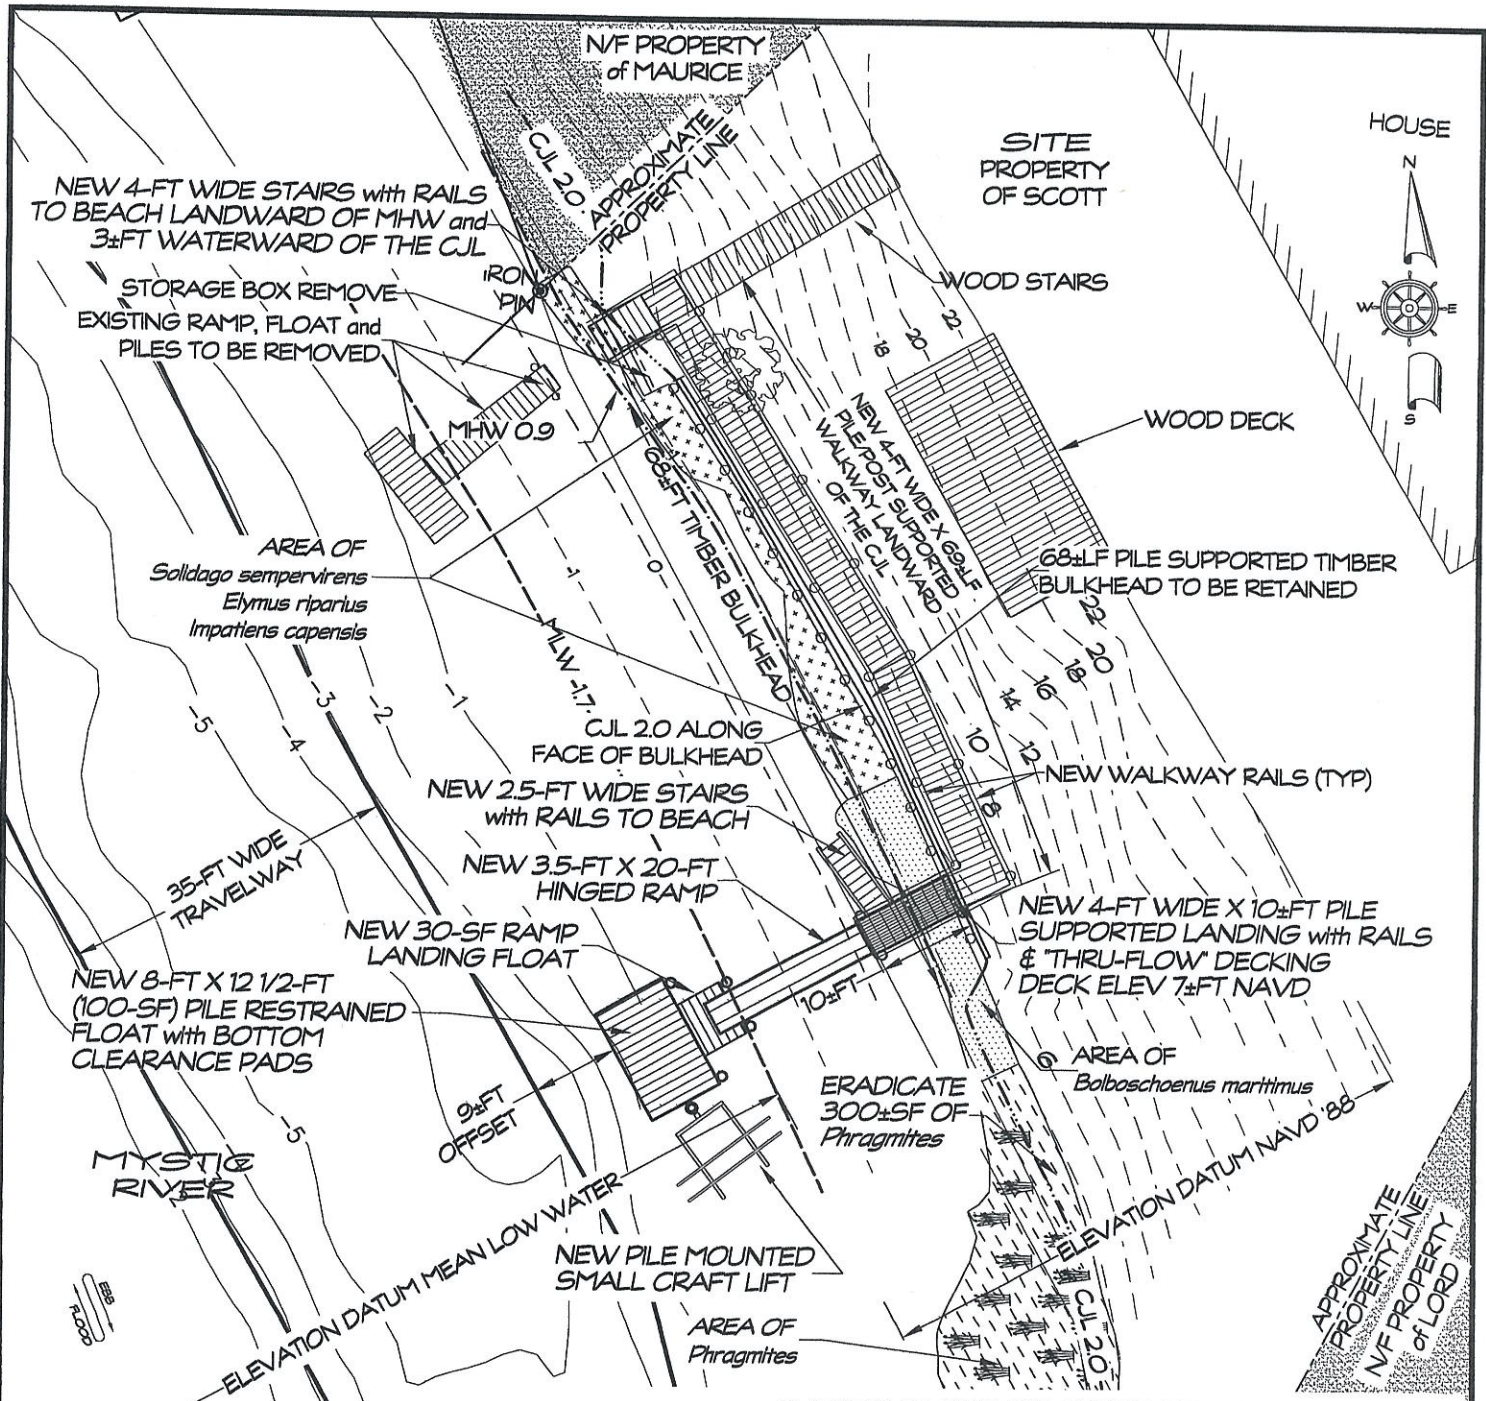 N/F PROPERTY
of MAURICE
CJL 2.0
APPROXIMATE
PROPERTY LINE
SITE
PROPERTY
OF SCOTT
HOUSE
N
W
E
S
NEW 4-FT WIDE STAIRS with RAILS
TO BEACH LANDWARD OF MHW and
3±FT WATERWARD OF THE CJL
IRON
PIN
STORAGE BOX REMOVE
EXISTING RAMP, FLOAT and
PILES TO BE REMOVED
WOOD STAIRS
18
20
22
MHW 0.9
WOOD DECK
68±FT TIMBER BULKHEAD
NEW 4-FT WIDE X 69±LF
PILE/POST SUPPORTED
WALKWAY LANDWARD
OF THE CJL
AREA OF
Solidago sempervirens
Elymus riparius
Impatiens capensis
-1
0
68±LF PILE SUPPORTED TIMBER
BULKHEAD TO BE RETAINED
22
20
18
16
14
12
10
8
MLW -1.7
-5
-4
-3
-2
-1
CJL 2.0 ALONG
FACE OF BULKHEAD
NEW 2.5-FT WIDE STAIRS
with RAILS TO BEACH
NEW WALKWAY RAILS (TYP)
35-FT WIDE
TRAVELWAY
NEW 3.5-FT X 20-FT
HINGED RAMP
NEW 30-SF RAMP
LANDING FLOAT
NEW 4-FT WIDE X 10±FT PILE
SUPPORTED LANDING with RAILS
& "THRU-FLOW" DECKING
DECK ELEV 7±FT NAVD
NEW 8-FT X 12 1/2-FT
(100-SF) PILE RESTRAINED
FLOAT with BOTTOM
CLEARANCE PADS
10±FT
6
AREA OF
Bolboschoenus maritimus
9±FT
OFFSET
-5
ERADICATE
300±SF OF
Phragmites
MYSTIC
RIVER
ELEVATION DATUM MEAN LOW WATER
ELEVATION DATUM NAVD '88
NEW PILE MOUNTED
SMALL CRAFT LIFT
EBB
FLOOD
AREA OF
Phragmites
CJL 2.0
APPROXIMATE
PROPERTY LINE
N/F PROPERTY
of LORD